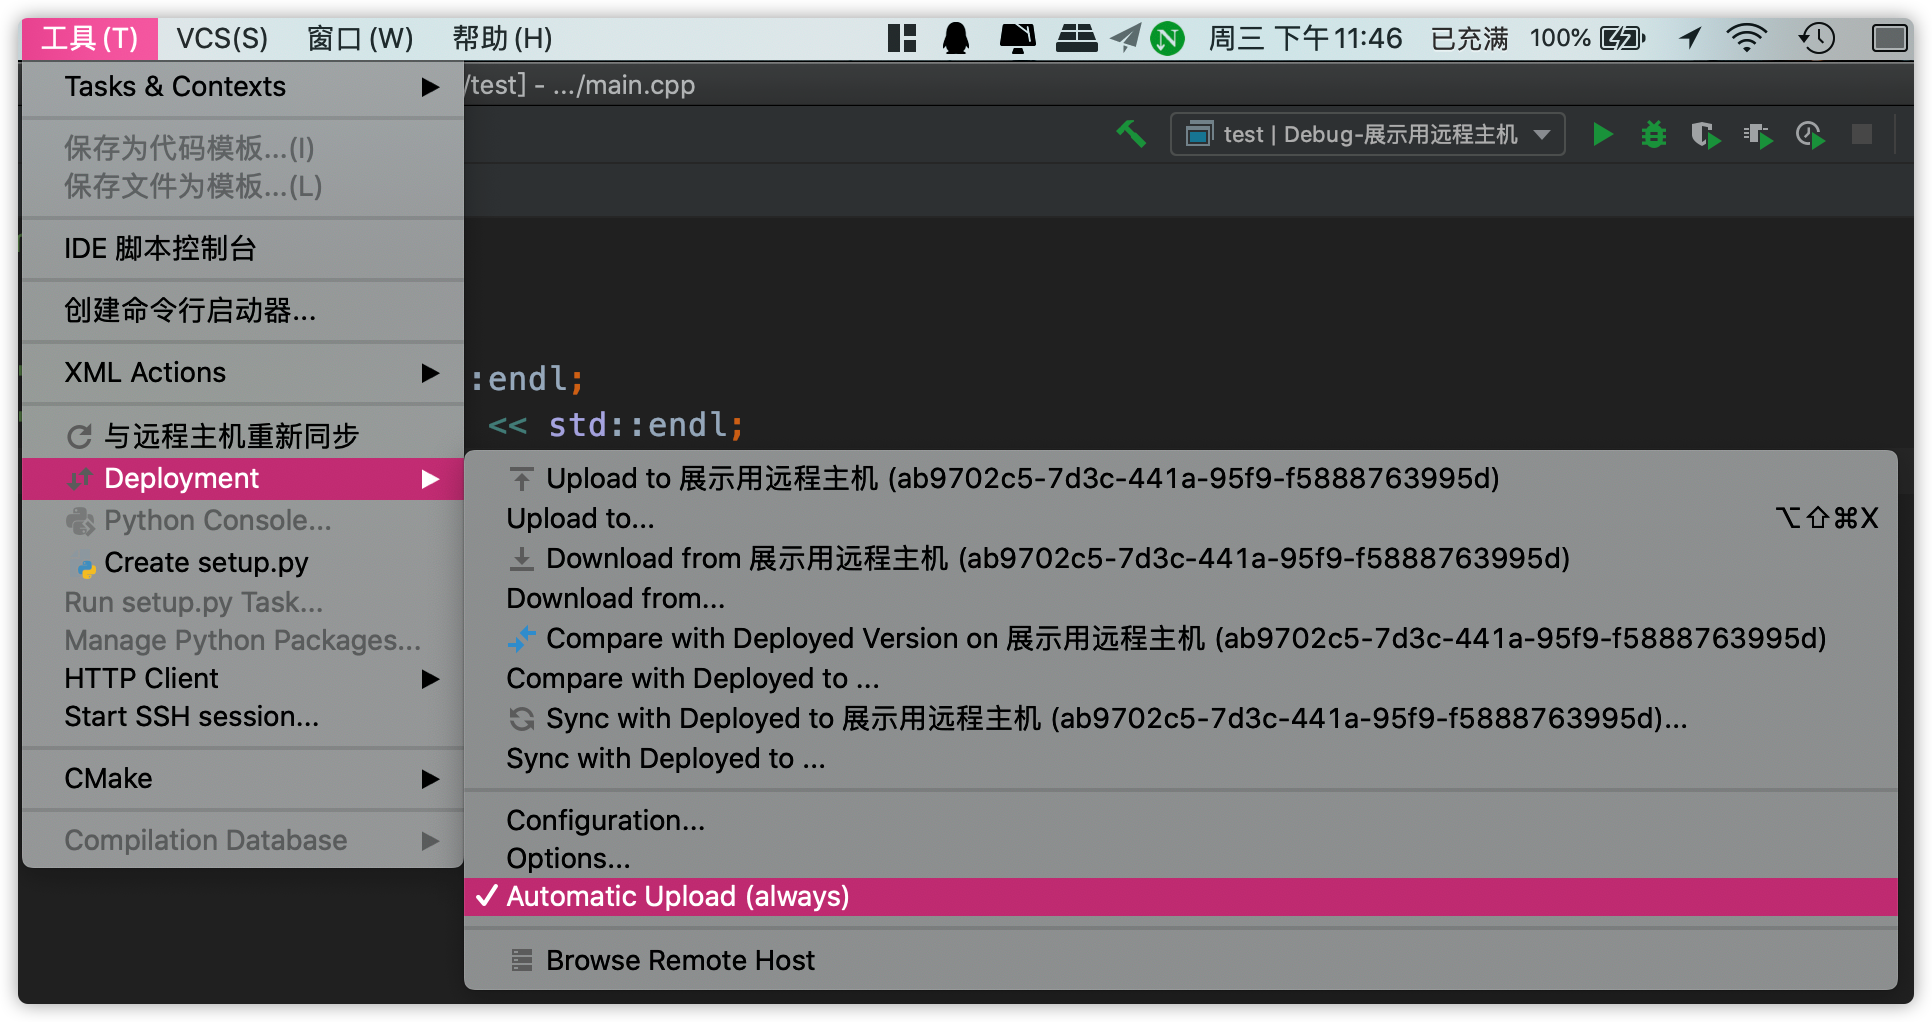 工具(T) VCS(S) 窗口(W) 帮助(H) 周三 下午11:46 已充满 100%
/test] - .../main.cpp
test | Debug-展示用远程主机
Tasks & Contexts
保存为代码模板...(I)
保存文件为模板...(L)
IDE 脚本控制台
创建命令行启动器...
XML Actions
与远程主机重新同步
Deployment
Python Console...
Create setup.py
Run setup.py Task...
Manage Python Packages...
HTTP Client
Start SSH session...
CMake
Compilation Database
:endl;
<< std::endl;
Upload to 展示用远程主机 (ab9702c5-7d3c-441a-95f9-f5888763995d)
Upload to... ⌥⇧⌘X
Download from 展示用远程主机 (ab9702c5-7d3c-441a-95f9-f5888763995d)
Download from...
Compare with Deployed Version on 展示用远程主机 (ab9702c5-7d3c-441a-95f9-f5888763995d)
Compare with Deployed to ...
Sync with Deployed to 展示用远程主机 (ab9702c5-7d3c-441a-95f9-f5888763995d)...
Sync with Deployed to ...
Configuration...
Options...
✓ Automatic Upload (always)
Browse Remote Host